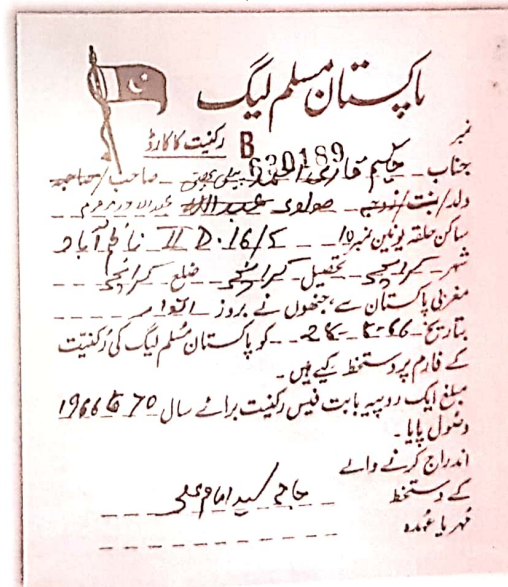 پاکستان مسلم لیگ
رکنیت کا کارڈ
نمبر B 630189
جناب حکیم قاری احمد پیلی بھیتی صاحب/صاحبہ
ولد/بنت/زوجہ مولوی
ساکن حلقہ یونین نمبر 10 II D. 16/5 ناظم آباد
شہر کراچی تحصیل کراچی ضلع کراچی
مغربی پاکستان سے، جنھوں نے بروز اتوار
بتاریخ کو پاکستان مسلم لیگ کی رکنیت
کے فارم پر دستخط کیے ہیں۔
مبلغ ایک روپیہ بابت فیس رکنیت برائے سال 1966 تا 70
وصول پایا۔
اندراج کرنے والے
کے دستخط حاجی سید امام علی
مہر یا عہدہ